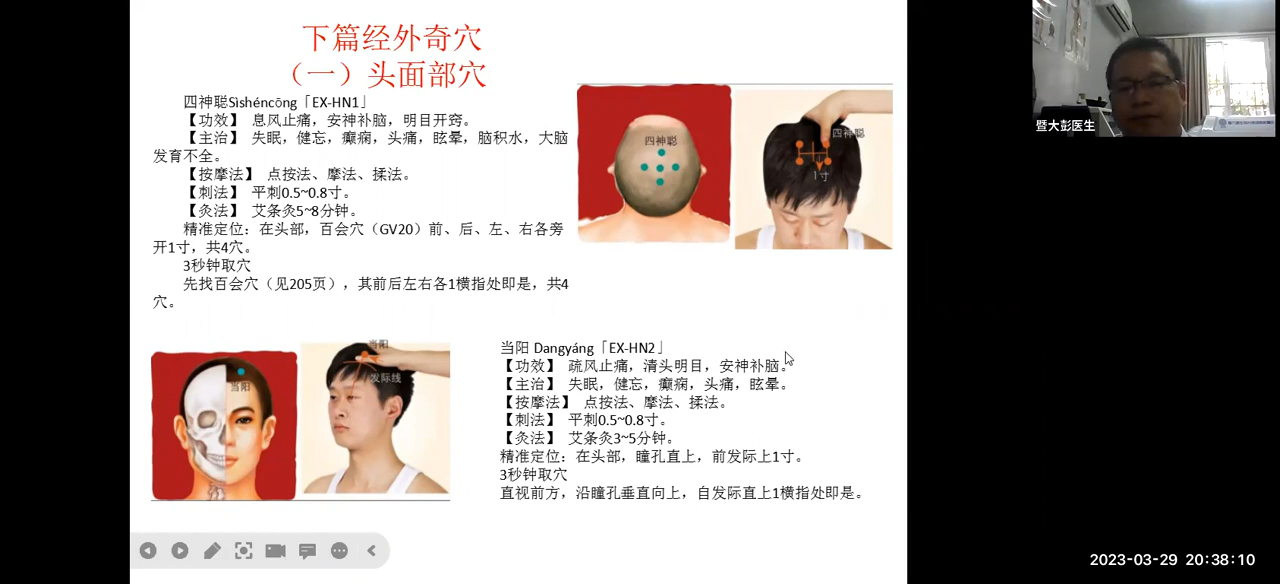 下篇经外奇穴
（一）头面部穴
四神聪Sìshéncōng「EX-HN1」
【功效】 息风止痛，安神补脑，明目开窍。
【主治】 失眠，健忘，癫痫，头痛，眩晕，脑积水，大脑
发育不全。
【按摩法】 点按法、摩法、揉法。
【刺法】 平刺0.5~0.8寸。
【灸法】 艾条灸5~8分钟。
精准定位：在头部，百会穴（GV20）前、后、左、右各旁
开1寸，共4穴。
3秒钟取穴
先找百会穴（见205页），其前后左右各1横指处即是，共4
穴。
四神聪
四神聪
1寸
暨大彭医生
当阳
当阳
发际线
当阳 Dangyáng「EX-HN2」
【功效】 疏风止痛，清头明目，安神补脑。
【主治】 失眠，健忘，癫痫，头痛，眩晕。
【按摩法】 点按法、摩法、揉法。
【刺法】 平刺0.5~0.8寸。
【灸法】 艾条灸3~5分钟。
精准定位：在头部，瞳孔直上，前发际上1寸。
3秒钟取穴
直视前方，沿瞳孔垂直向上，自发际直上1横指处即是。
2023-03-29 20:38:10